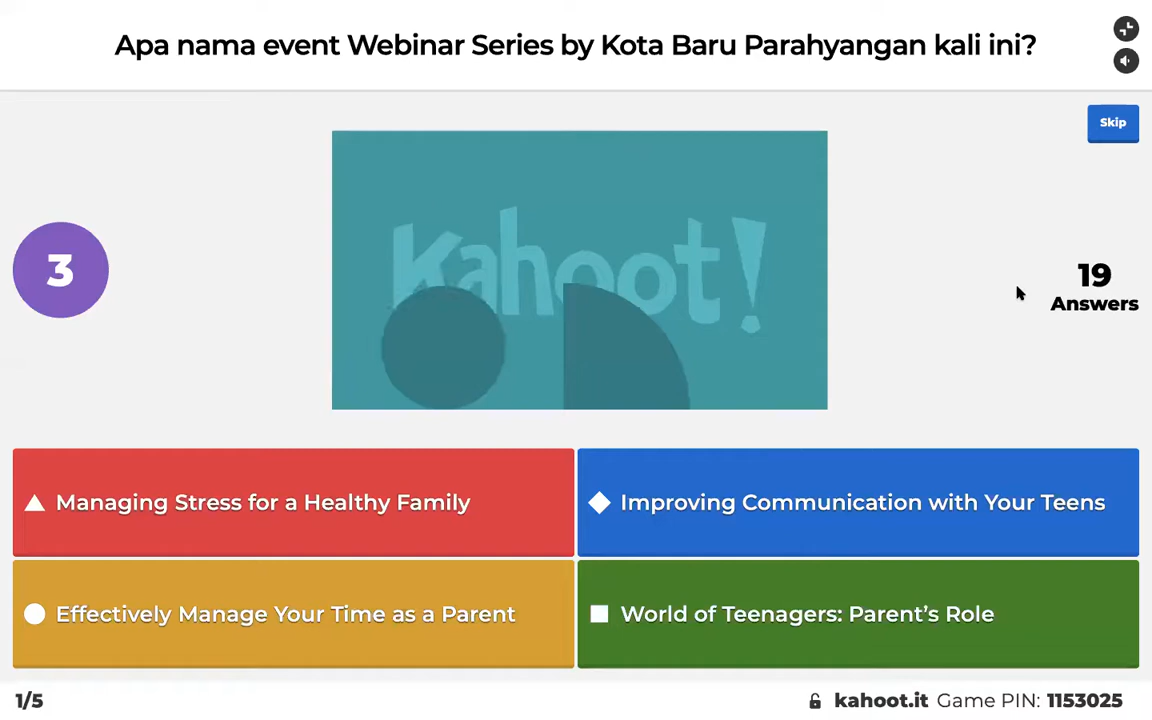 Apa nama event Webinar Series by Kota Baru Parahyangan kali ini?
Skip
3
Kahoot!
19
Answers
Managing Stress for a Healthy Family
Improving Communication with Your Teens
Effectively Manage Your Time as a Parent
World of Teenagers: Parent’s Role
1/5
kahoot.it Game PIN: 1153025